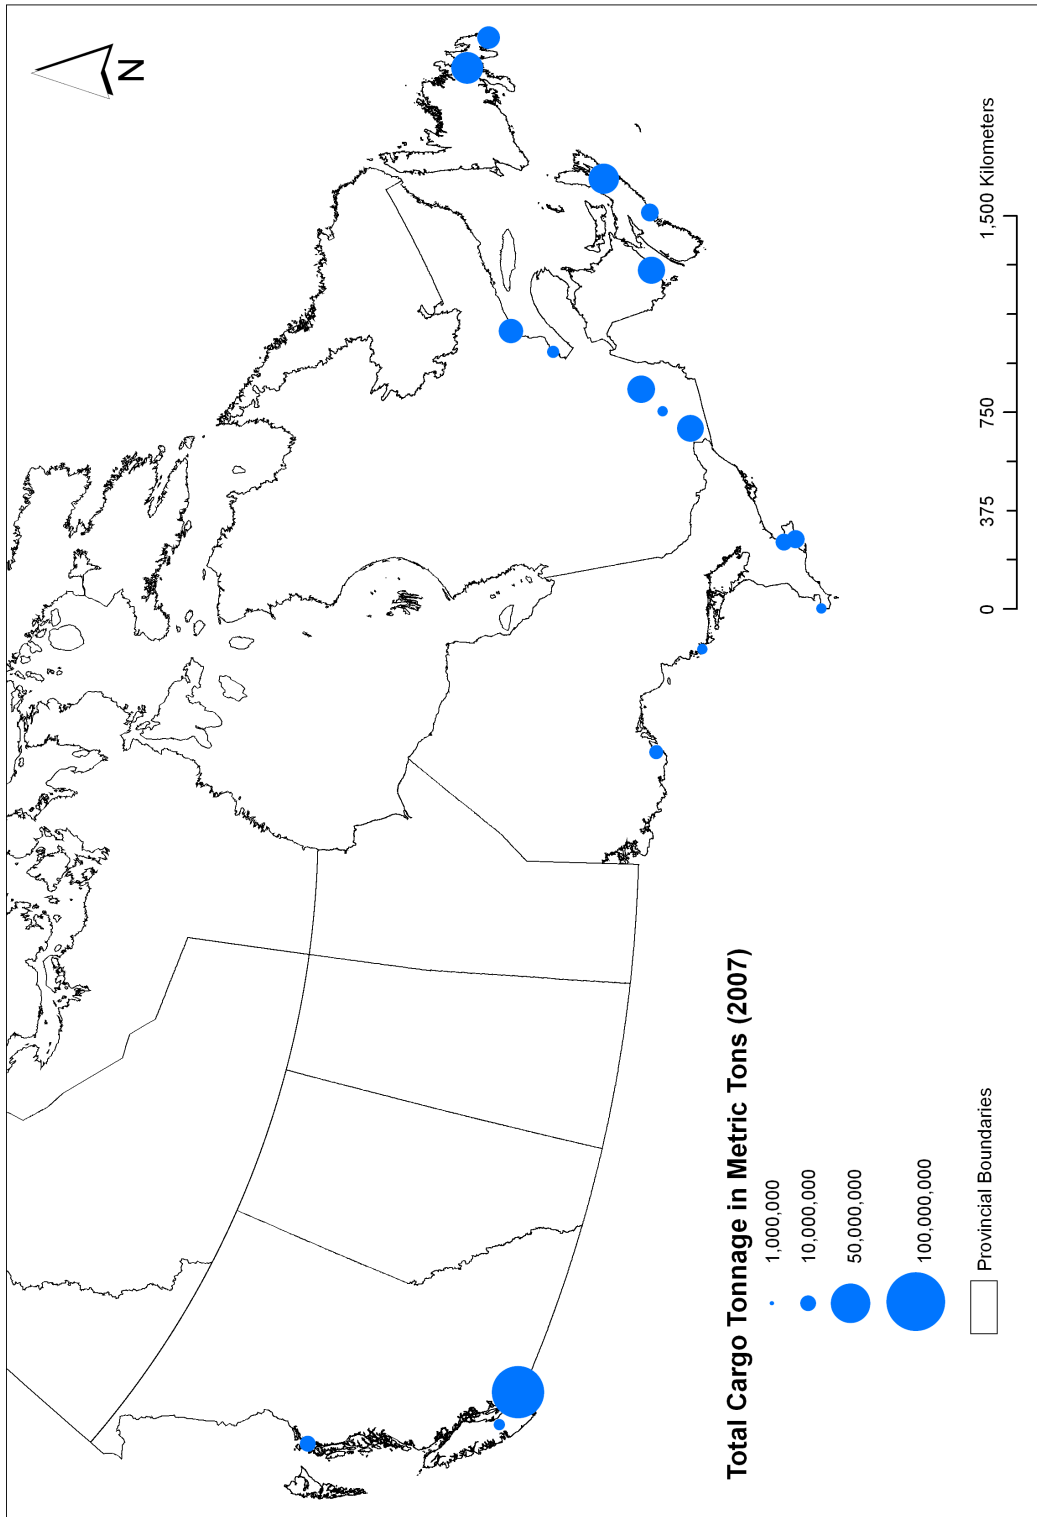 N
Total Cargo Tonnage in Metric Tons (2007)
1,000,000
10,000,000
50,000,000
100,000,000
Provincial Boundaries
0 375 750 1,500 Kilometers